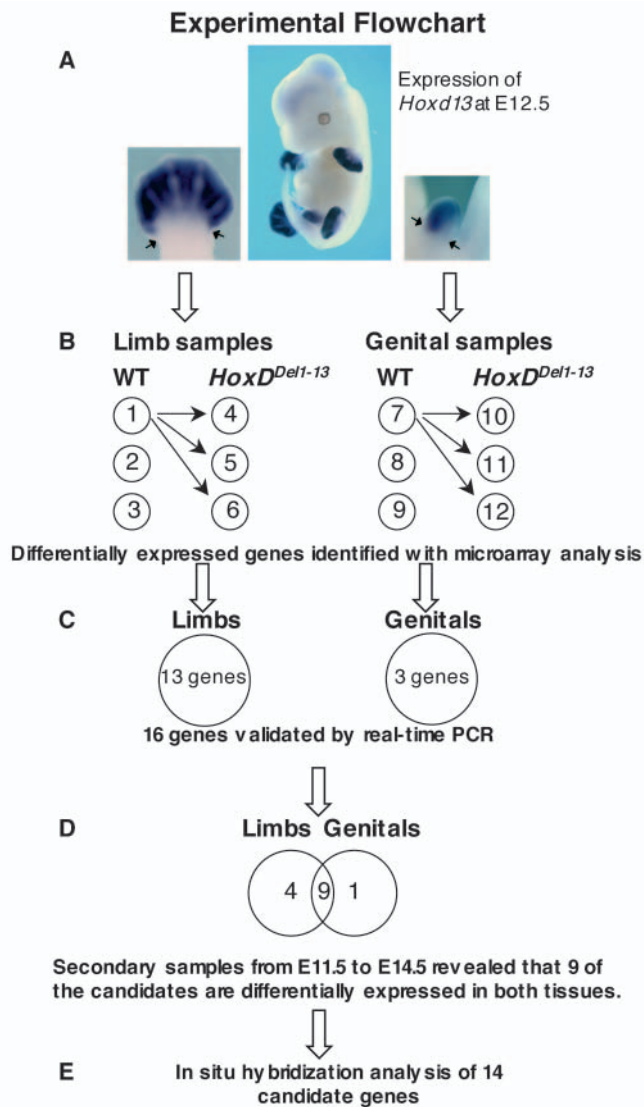 Experimental Flowchart
A
Expression of
Hoxd13 at E12.5
B
Limb samples
Genital samples
WT
HoxD^Del1-13
WT
HoxD^Del1-13
1
4
7
10
2
5
8
11
3
6
9
12
Differentially expressed genes identified with microarray analysis
C
Limbs
Genitals
13 genes
3 genes
16 genes validated by real-time PCR
D
Limbs Genitals
4 9 1
Secondary samples from E11.5 to E14.5 revealed that 9 of
the candidates are differentially expressed in both tissues.
E
In situ hybridization analysis of 14
candidate genes